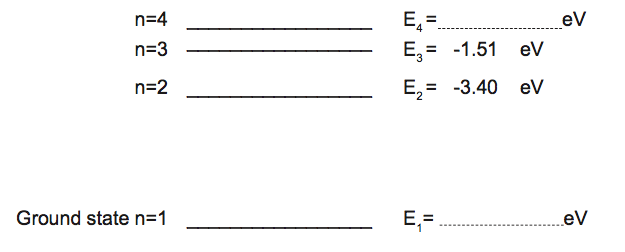 n=4 E₄ = eV
n=3 E₃ = -1.51 eV
n=2 E₂ = -3.40 eV
Ground state n=1 E₁ = eV